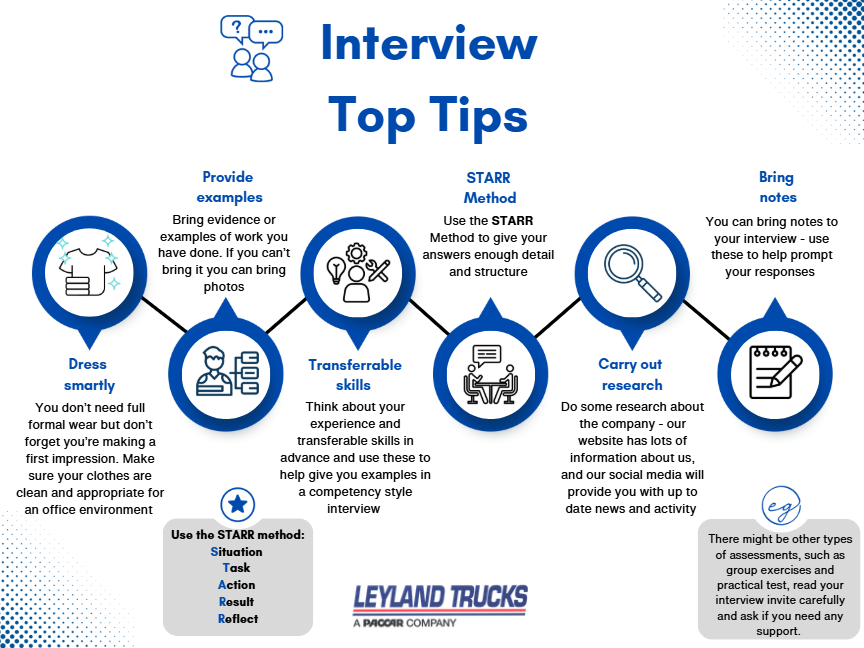 ?
Interview
Top Tips
Dress
smartly
You don't need full
formal wear but don't
forget you're making a
first impression. Make
sure your clothes are
clean and appropriate for
an office environment
Provide
examples
Bring evidence or
examples of work you
have done. If you can't
bring it you can bring
photos
Transferrable
skills
Think about your
experience and
transferable skills in
advance and use these to
help give you examples in
a competency style
interview
STARR
Method
Use the STARR
Method to give your
answers enough detail
and structure
Carry out
research
Do some research about
the company - our
website has lots of
information about us,
and our social media will
provide you with up to
date news and activity
Bring
notes
You can bring notes to
your interview - use
these to help prompt
your responses
Use the STARR method:
Situation
Task
Action
Result
Reflect
LEYLAND TRUCKS
A PACCAR COMPANY
eg
There might be other types
of assessments, such as
group exercises and
practical test, read your
interview invite carefully
and ask if you need any
support.